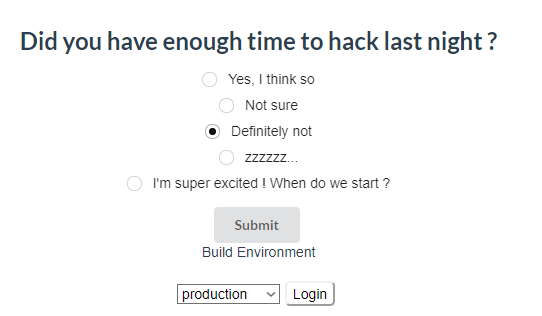 Did you have enough time to hack last night ?
Yes, I think so
Not sure
Definitely not
zzzzzz...
I'm super excited ! When do we start ?
Submit
Build Environment
production
Login